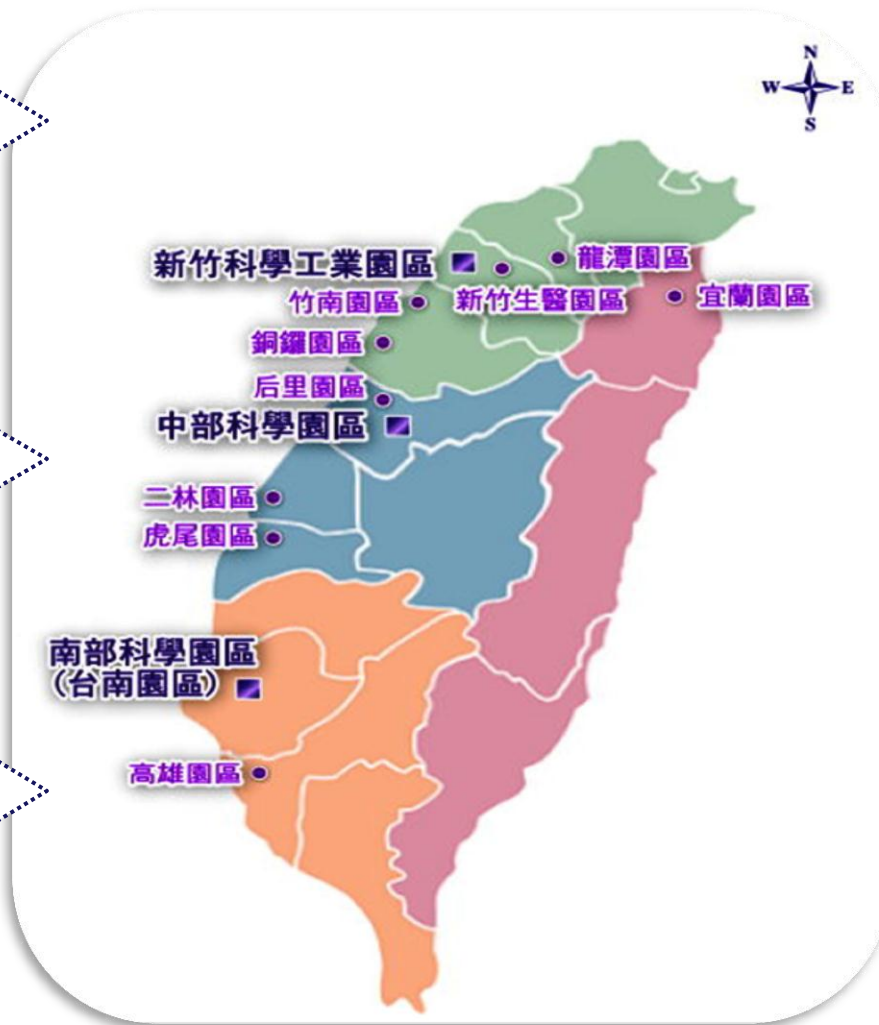 N
W E
S
新竹科學工業園區
龍潭園區
竹南園區
新竹生醫園區
宜蘭園區
銅鑼園區
后里園區
中部科學園區
二林園區
虎尾園區
南部科學園區
(台南園區)
高雄園區